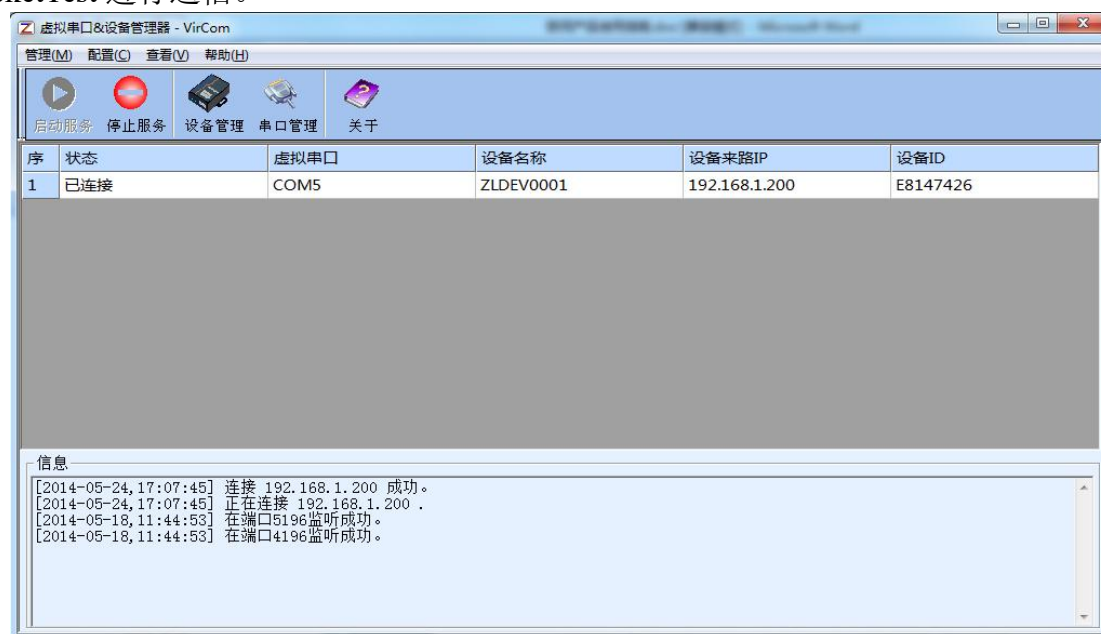 虚拟串口&设备管理器 - VirCom
管理(M) 配置(C) 查看(V) 帮助(H)
启动服务 停止服务 设备管理 串口管理 关于
序 状态 虚拟串口 设备名称 设备来路IP 设备ID
1 已连接 COM5 ZLDEV0001 192.168.1.200 E8147426
信息
[2014-05-24,17:07:45] 连接 192.168.1.200 成功。
[2014-05-24,17:07:45] 正在连接 192.168.1.200 .
[2014-05-18,11:44:53] 在端口5196监听成功。
[2014-05-18,11:44:53] 在端口4196监听成功。